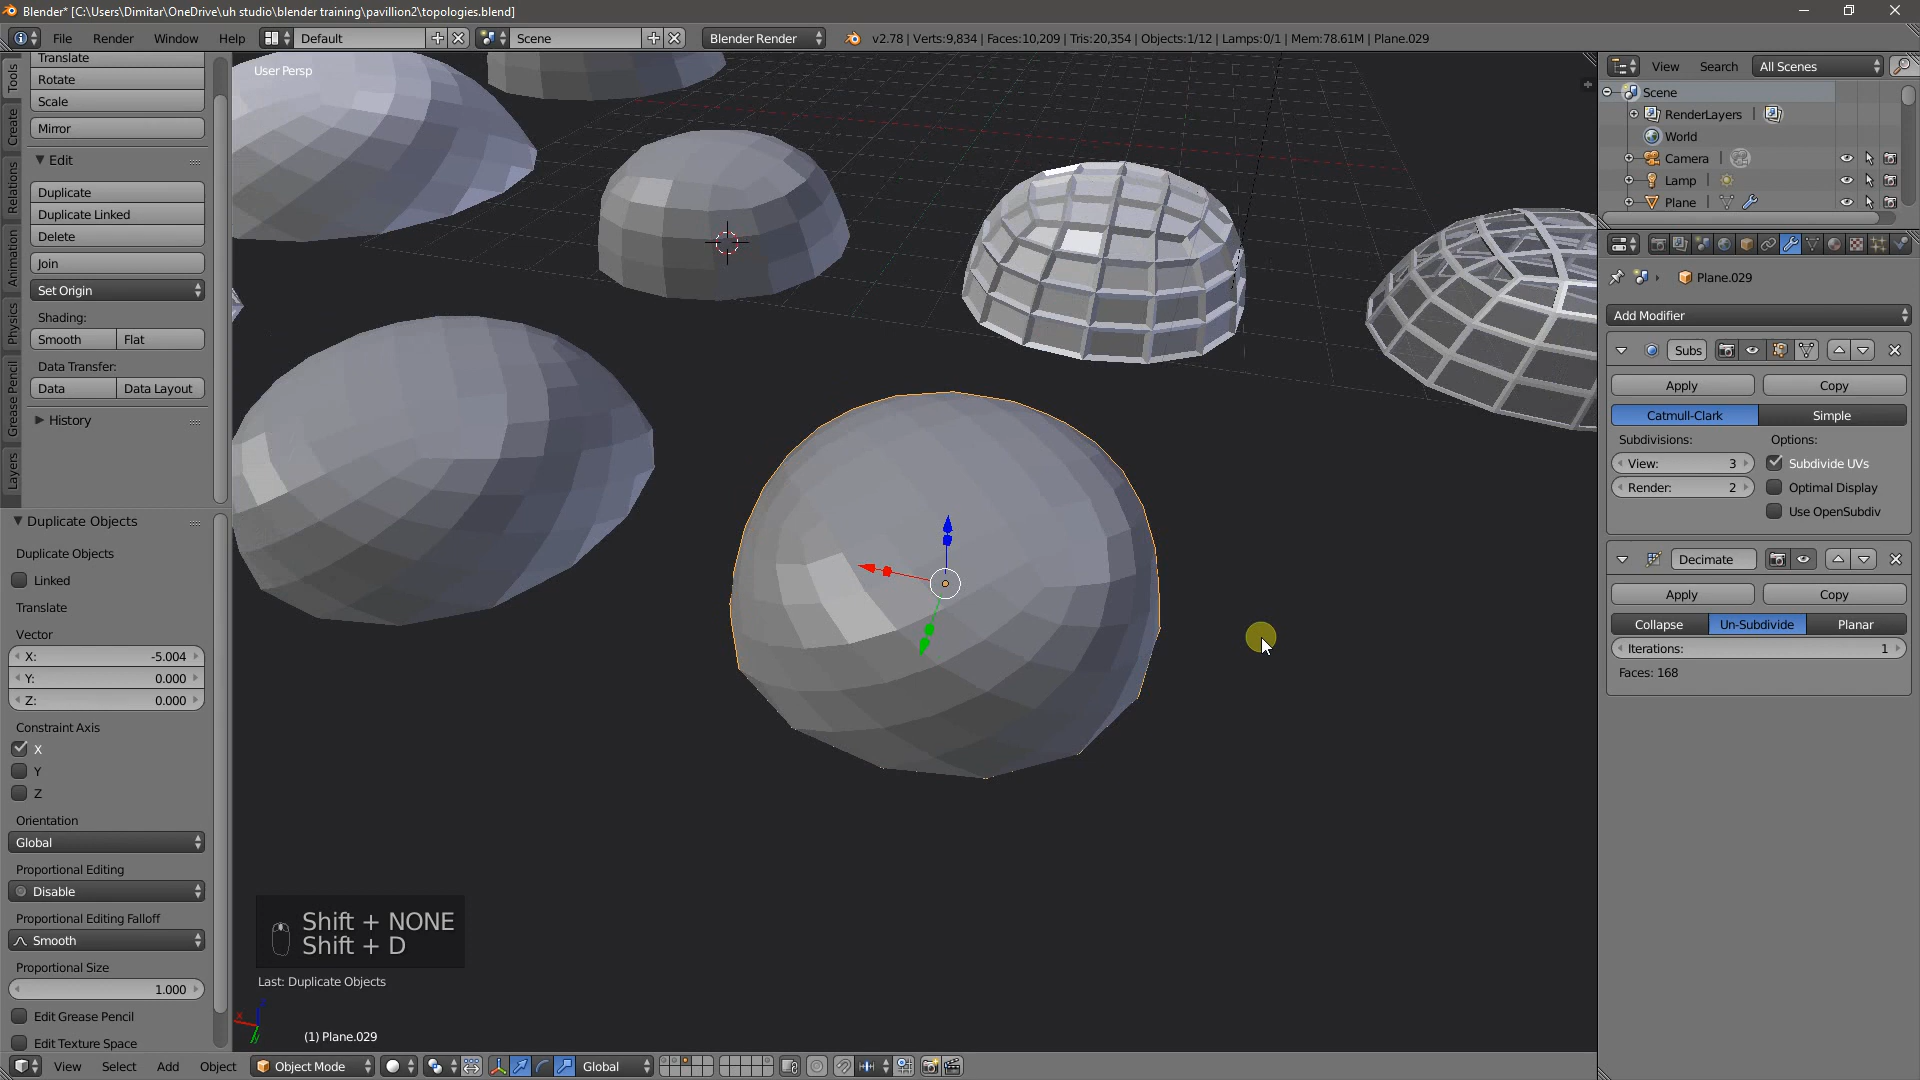 Blender* [C:\Users\Dimitar\OneDrive\uh studio\blender training\pavillion2\topologies.blend]
File Render Window Help Default Scene Blender Render v2.78 | Verts:9,834 | Faces:10,209 | Tris:20,354 | Objects:1/12 | Lamps:0/1 | Mem:78.61M | Plane.029
Tools
Create
Relations
Animation
Physics
Grease Pencil
Layers
Translate
Rotate
Scale
Mirror
Edit
Duplicate
Duplicate Linked
Delete
Join
Set Origin
Shading:
Smooth Flat
Data Transfer:
Data Data Layout
History
Duplicate Objects
Duplicate Objects
Linked
Translate
Vector
X: -5.004
Y: 0.000
Z: 0.000
Constraint Axis
X
Y
Z
Orientation
Global
Proportional Editing
Disable
Proportional Editing Falloff
Smooth
Proportional Size
1.000
Edit Grease Pencil
Edit Texture Space
User Persp
Shift + NONE
Shift + D
Last: Duplicate Objects
(1) Plane.029
View Select Add Object Object Mode Global
View Search All Scenes
Scene
RenderLayers
World
Camera
Lamp
Plane
Plane.029
Add Modifier
Subs
Apply Copy
Catmull-Clark Simple
Subdivisions: Options:
View: 3 Subdivide UVs
Render: 2 Optimal Display
Use OpenSubdiv
Decimate
Apply Copy
Collapse Un-Subdivide Planar
Iterations: 1
Faces: 168